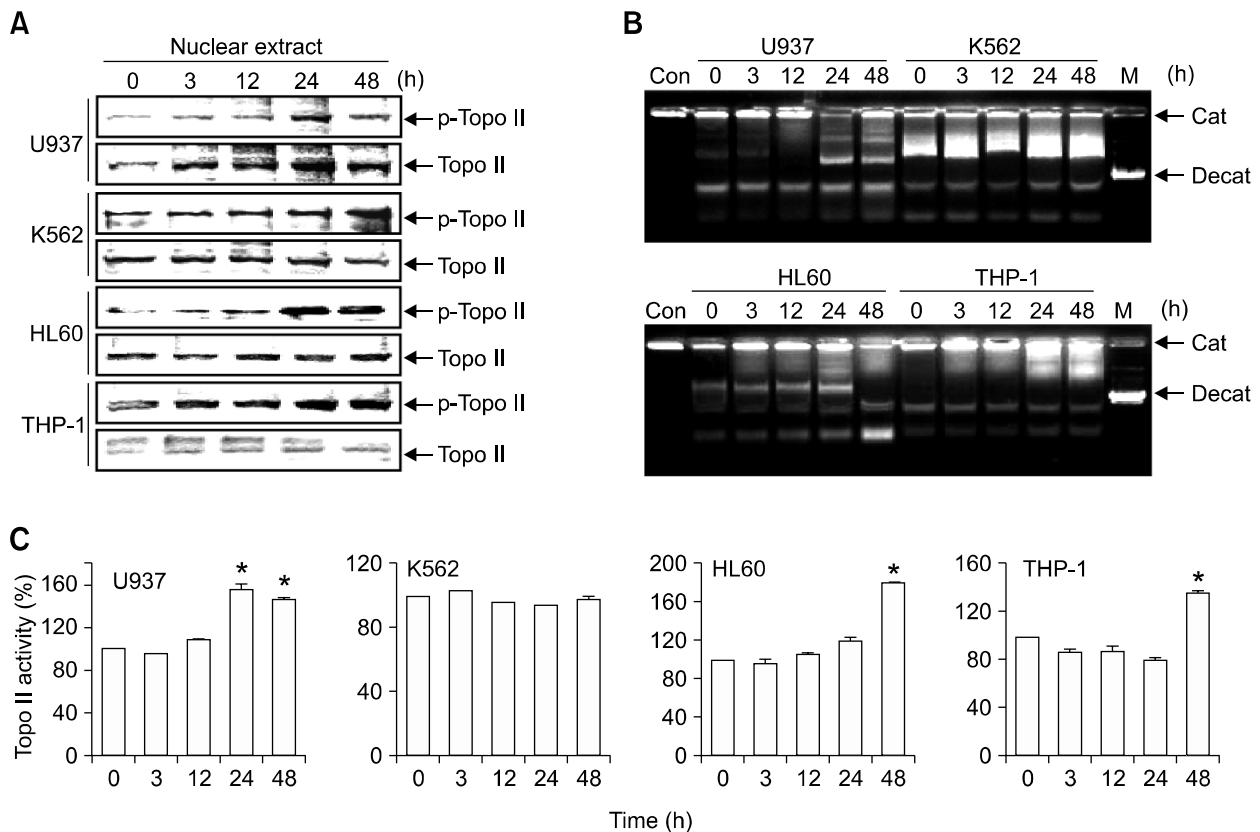 A
Nuclear extract
0 3 12 24 48 (h)
U937
p-Topo II
Topo II
K562
p-Topo II
Topo II
HL60
p-Topo II
Topo II
THP-1
p-Topo II
Topo II
B
U937 K562
Con 0 3 12 24 48 0 3 12 24 48 M (h)
Cat
Decat
HL60 THP-1
Con 0 3 12 24 48 0 3 12 24 48 M (h)
Cat
Decat
C
Topo II activity (%)
U937
160
120
80
40
0
0 3 12 24 48
* *
K562
120
80
40
0
0 3 12 24 48
HL60
200
160
120
80
40
0
0 3 12 24 48
*
THP-1
160
120
80
40
0
0 3 12 24 48
*
Time (h)